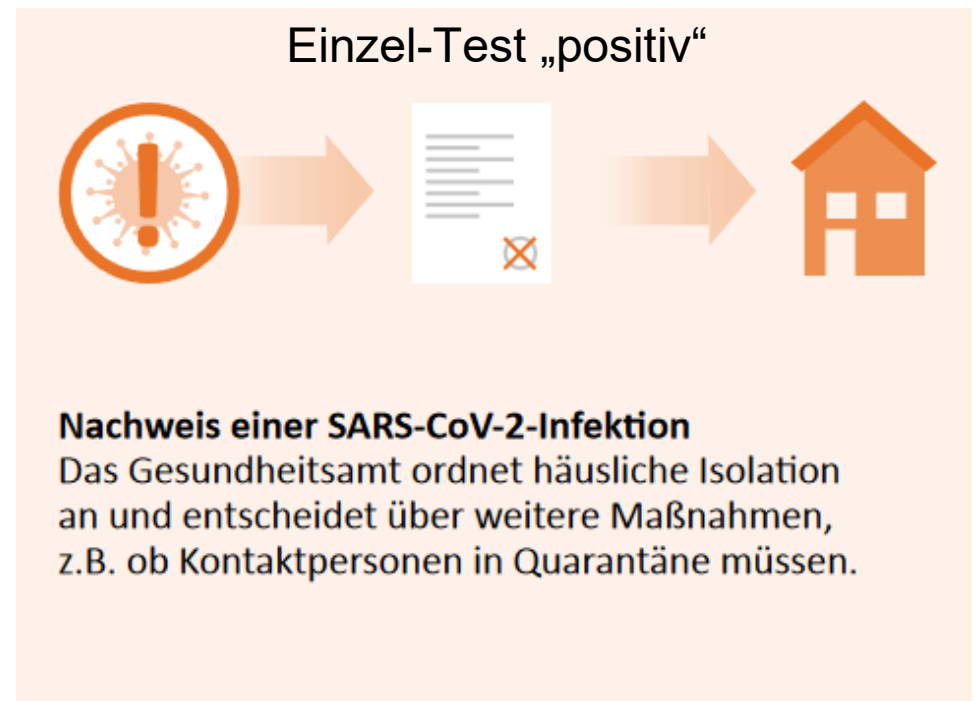 Einzel-Test „positiv“
Nachweis einer SARS-CoV-2-Infektion
Das Gesundheitsamt ordnet häusliche Isolation
an und entscheidet über weitere Maßnahmen,
z.B. ob Kontaktpersonen in Quarantäne müssen.